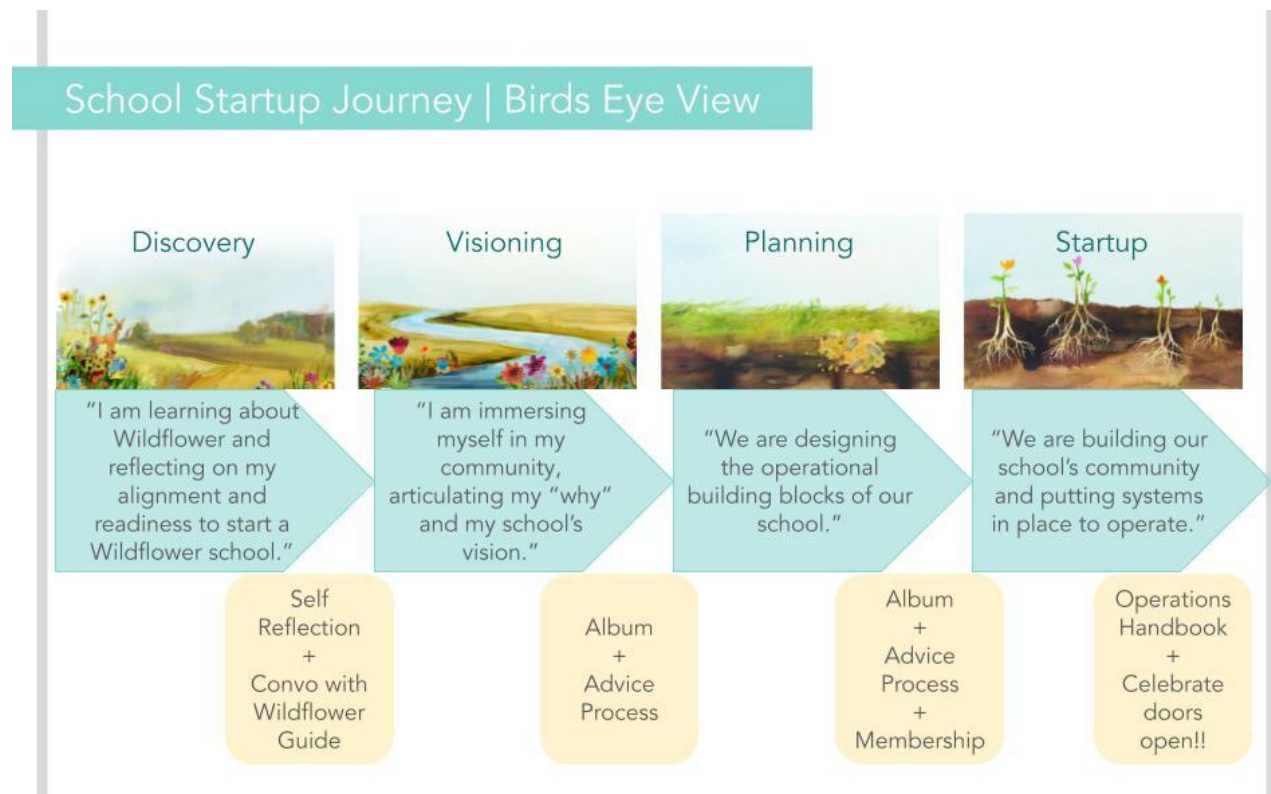 School Startup Journey | Birds Eye View
Discovery
Visioning
Planning
Startup
“I am learning about
Wildflower and
reflecting on my
alignment and
readiness to start a
Wildflower school.”
“I am immersing
myself in my
community,
articulating my “why”
and my school’s
vision.”
“We are designing
the operational
building blocks of our
school.”
“We are building our
school’s community
and putting systems
in place to operate.”
Self
Reflection
+
Convo with
Wildflower
Guide
Album
+
Advice
Process
Album
+
Advice
Process
+
Membership
Operations
Handbook
+
Celebrate
doors
open!!